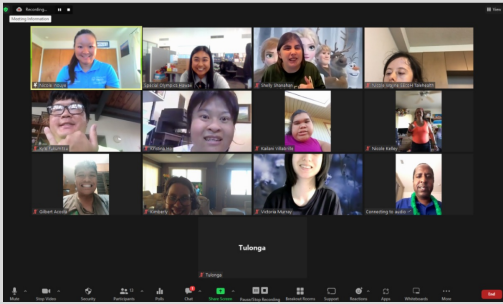 Recording...
View
Meeting Information
Special Olympics Hawaii
Shelly Shanahan
Kailani Villaverde
Nicole Kelley
Gilbert Acosta
Kimberly
Victoria Murray
Connecting to audio
Tulonga
Tulonga
Mute
Stop Video
Security
Participants
Polls
Chat
Share Screen
Pause/Stop Recording
Breakout Rooms
Support
Reactions
Apps
Whiteboards
More
End